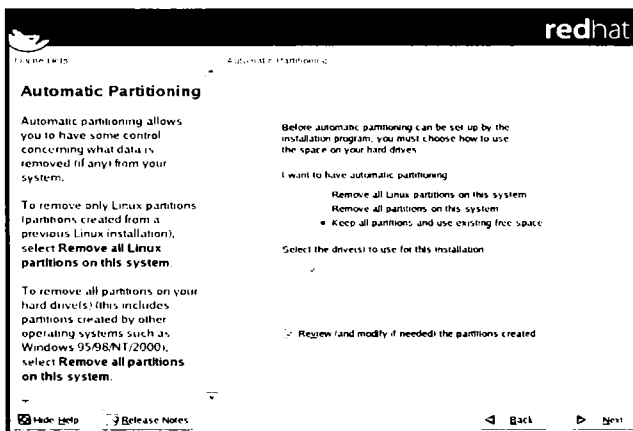 redhat
Online Help
Automatic Partitioning
Automatic Partitioning
Automatic partitioning allows
you to have some control
concerning what data is
removed (if any) from your
system.
To remove only Linux partitions
(partitions created from a
previous Linux installation),
select Remove all Linux
partitions on this system.
To remove all partitions on your
hard drive(s) (this includes
partitions created by other
operating systems such as
Windows 95/98/NT/2000),
select Remove all partitions
on this system.
Before automatic partitioning can be set up by the
installation program, you must choose how to use
the space on your hard drives
I want to have automatic partitioning
Remove all Linux partitions on this system
Remove all partitions on this system
Keep all partitions and use existing free space
Select the drive(s) to use for this installation
Review (and modify if needed) the partitions created
Hide Help
Release Notes
Back
Next